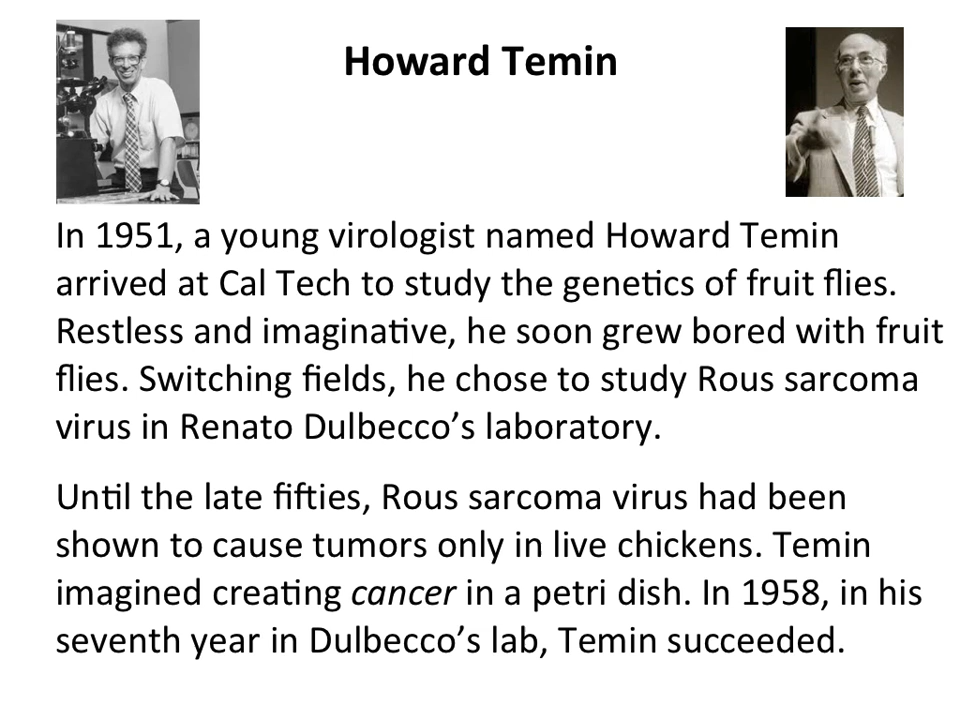 Howard Temin
In 1951, a young virologist named Howard Temin
arrived at Cal Tech to study the genetics of fruit flies.
Restless and imaginative, he soon grew bored with fruit
flies. Switching fields, he chose to study Rous sarcoma
virus in Renato Dulbecco’s laboratory.
Until the late fifties, Rous sarcoma virus had been
shown to cause tumors only in live chickens. Temin
imagined creating cancer in a petri dish. In 1958, in his
seventh year in Dulbecco’s lab, Temin succeeded.